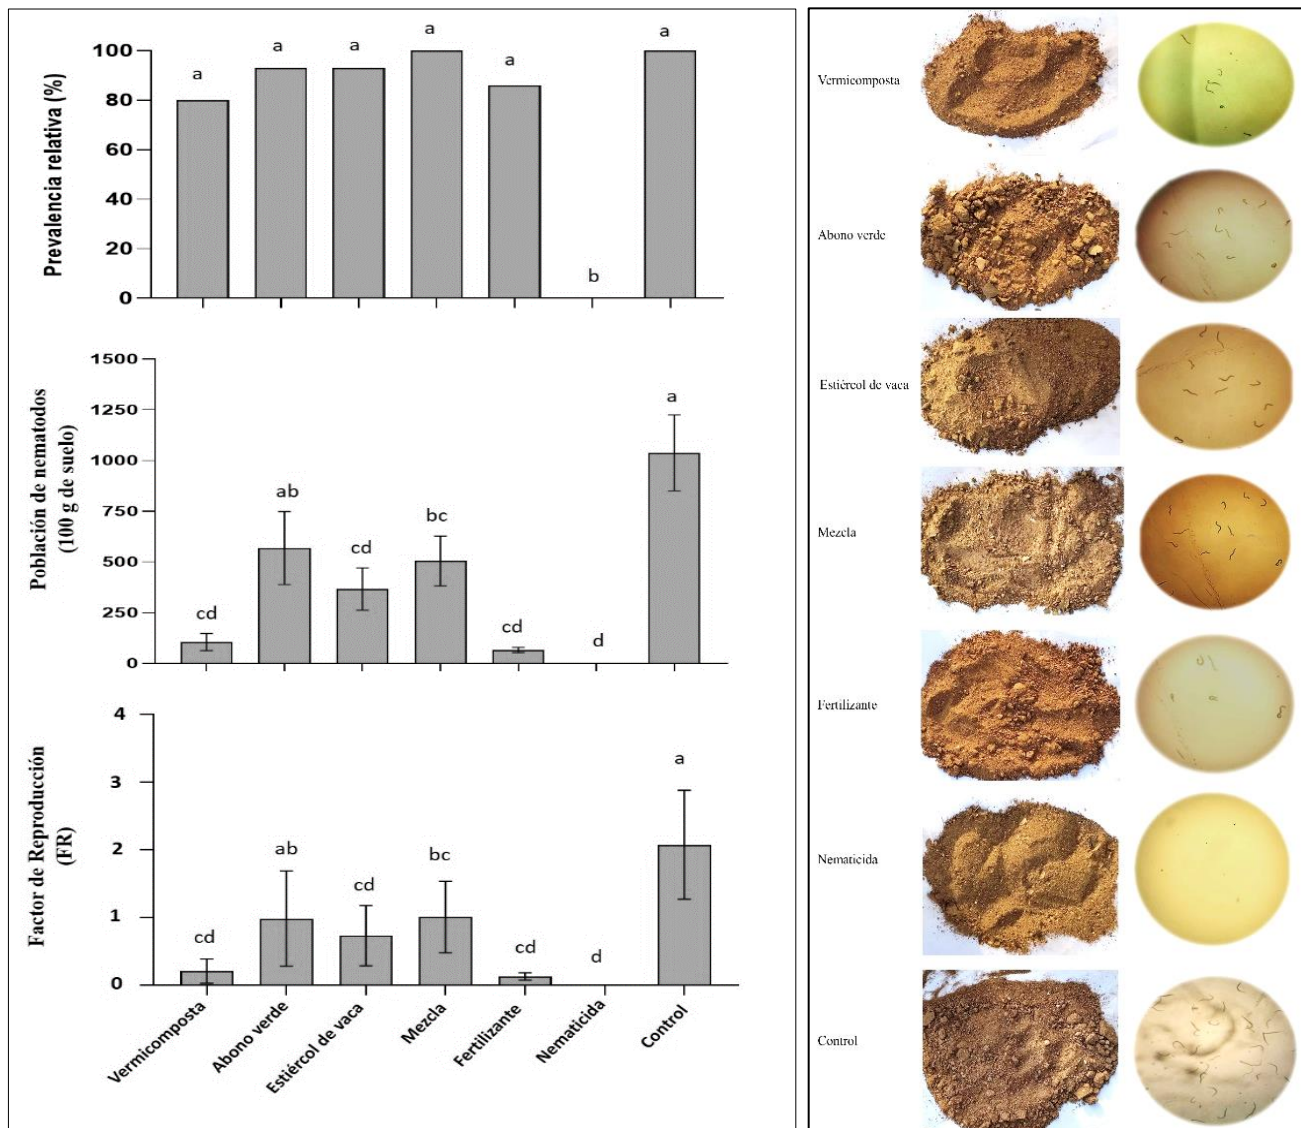 Prevalencia relativa (%)
100
80
60
40
20
0
a
a
a
a
a
b
a
Población de nematodos
(100 g de suelo)
1500
1250
1000
750
500
250
0
cd
ab
cd
bc
cd
d
a
Factor de Reproducción
(FR)
4
3
2
1
0
cd
ab
cd
bc
cd
d
a
Vermicomposta
Abono verde
Estiércol de vaca
Mezcla
Fertilizante
Nematicida
Control
Vermicomposta
Abono verde
Estiércol de vaca
Mezcla
Fertilizante
Nematicida
Control